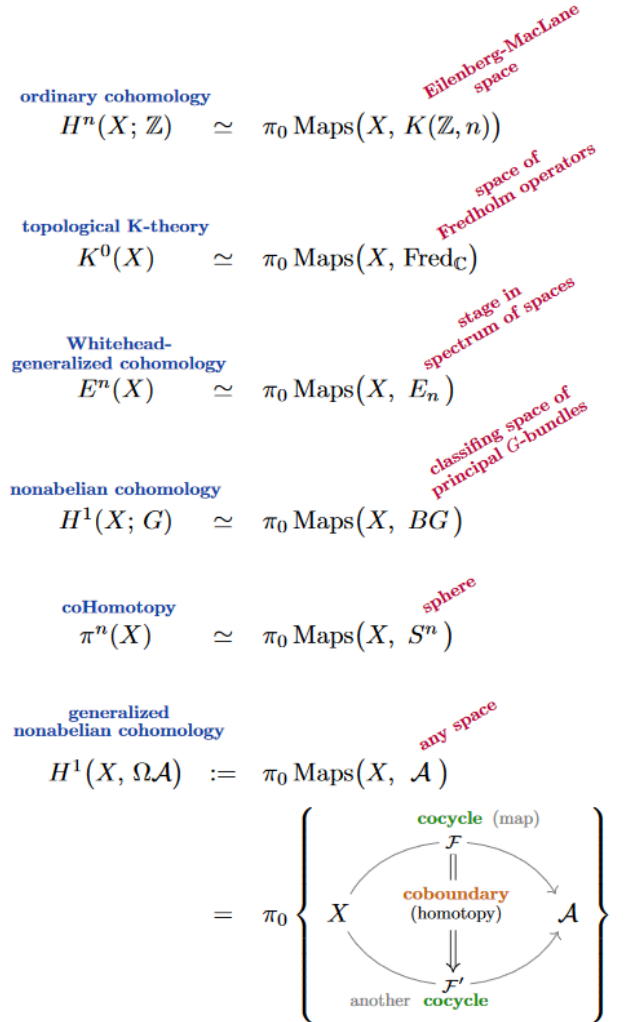 Eilenberg-MacLane
space
ordinary cohomology
Hⁿ(X; ℤ) ≃ π₀ Maps(X, K(ℤ, n))
space of
Fredholm operators
topological K-theory
K⁰(X) ≃ π₀ Maps(X, Fred_ℂ)
stage in
spectrum of spaces
Whitehead-
generalized cohomology
Eⁿ(X) ≃ π₀ Maps(X, Eₙ)
classifing space of
principal G-bundles
nonabelian cohomology
H¹(X; G) ≃ π₀ Maps(X, BG)
sphere
coHomotopy
πⁿ(X) ≃ π₀ Maps(X, Sⁿ)
any space
generalized
nonabelian cohomology
H¹(X, Ω𝒜) := π₀ Maps(X, 𝒜)
cocycle (map)
ℱ
coboundary
= π₀ { X (homotopy) 𝒜 }
ℱ′
another cocycle